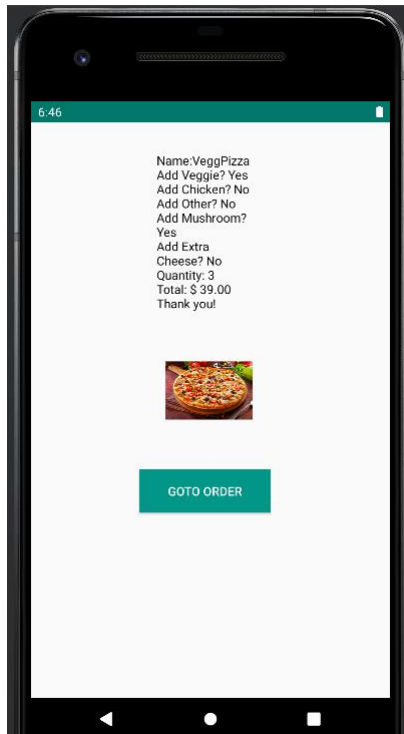 6:46
Name:VeggPizza
Add Veggie? Yes
Add Chicken? No
Add Other? No
Add Mushroom?
Yes
Add Extra
Cheese? No
Quantity: 3
Total: $ 39.00
Thank you!
GOTO ORDER